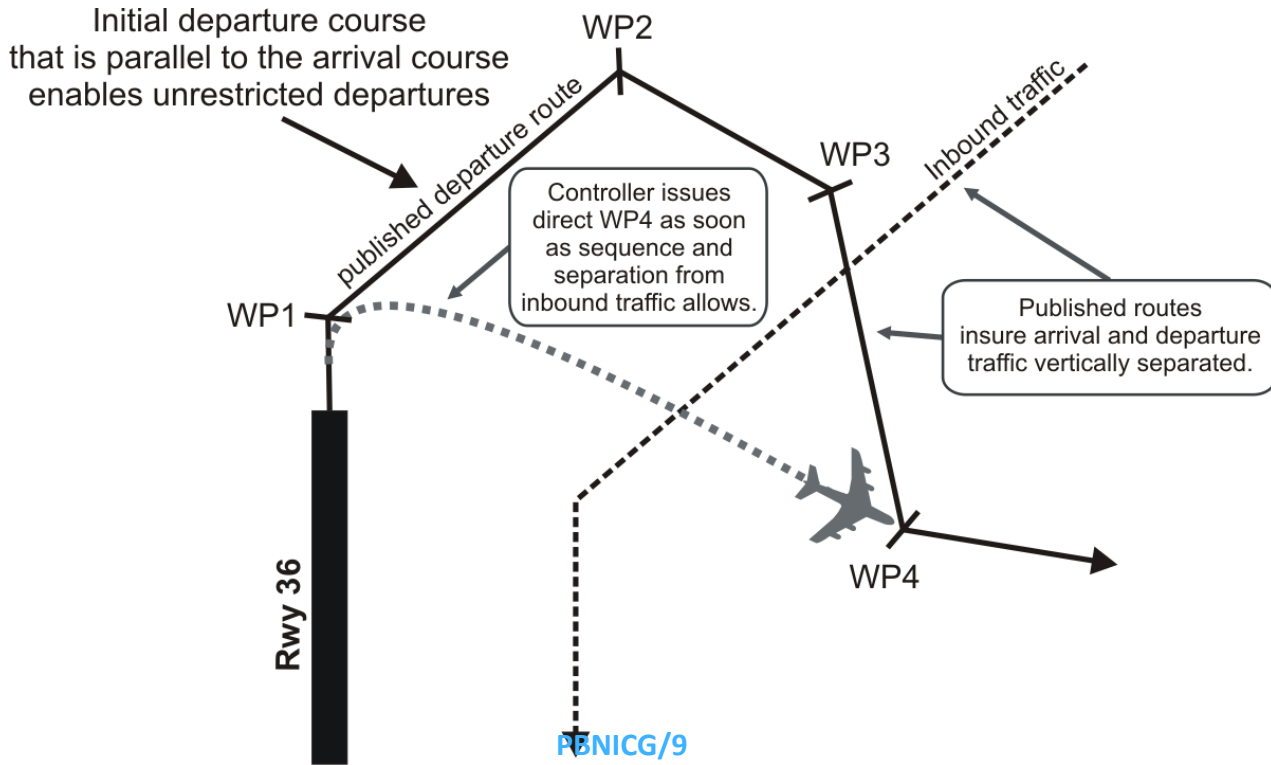 Initial departure course
that is parallel to the arrival course
enables unrestricted departures
WP2
published departure route
Inbound traffic
WP3
Controller issues
direct WP4 as soon
as sequence and
separation from
inbound traffic allows.
WP1
Published routes
insure arrival and departure
traffic vertically separated.
Rwy 36
WP4
PBNICG/9